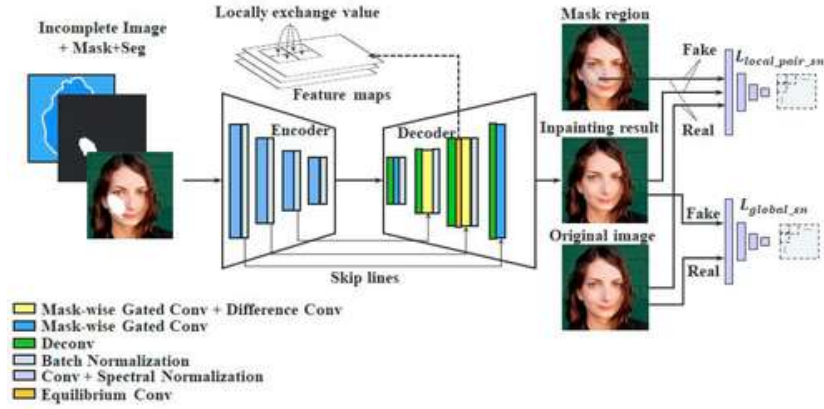 Incomplete Image
+ Mask+Seg
Locally exchange value
Feature maps
Encoder
Decoder
Skip lines
Mask region
Inpainting result
Original image
Fake
Real
L_local_pair_sn
Fake
Real
L_global_sn
Mask-wise Gated Conv + Difference Conv
Mask-wise Gated Conv
Deconv
Batch Normalization
Conv + Spectral Normalization
Equilibrium Conv